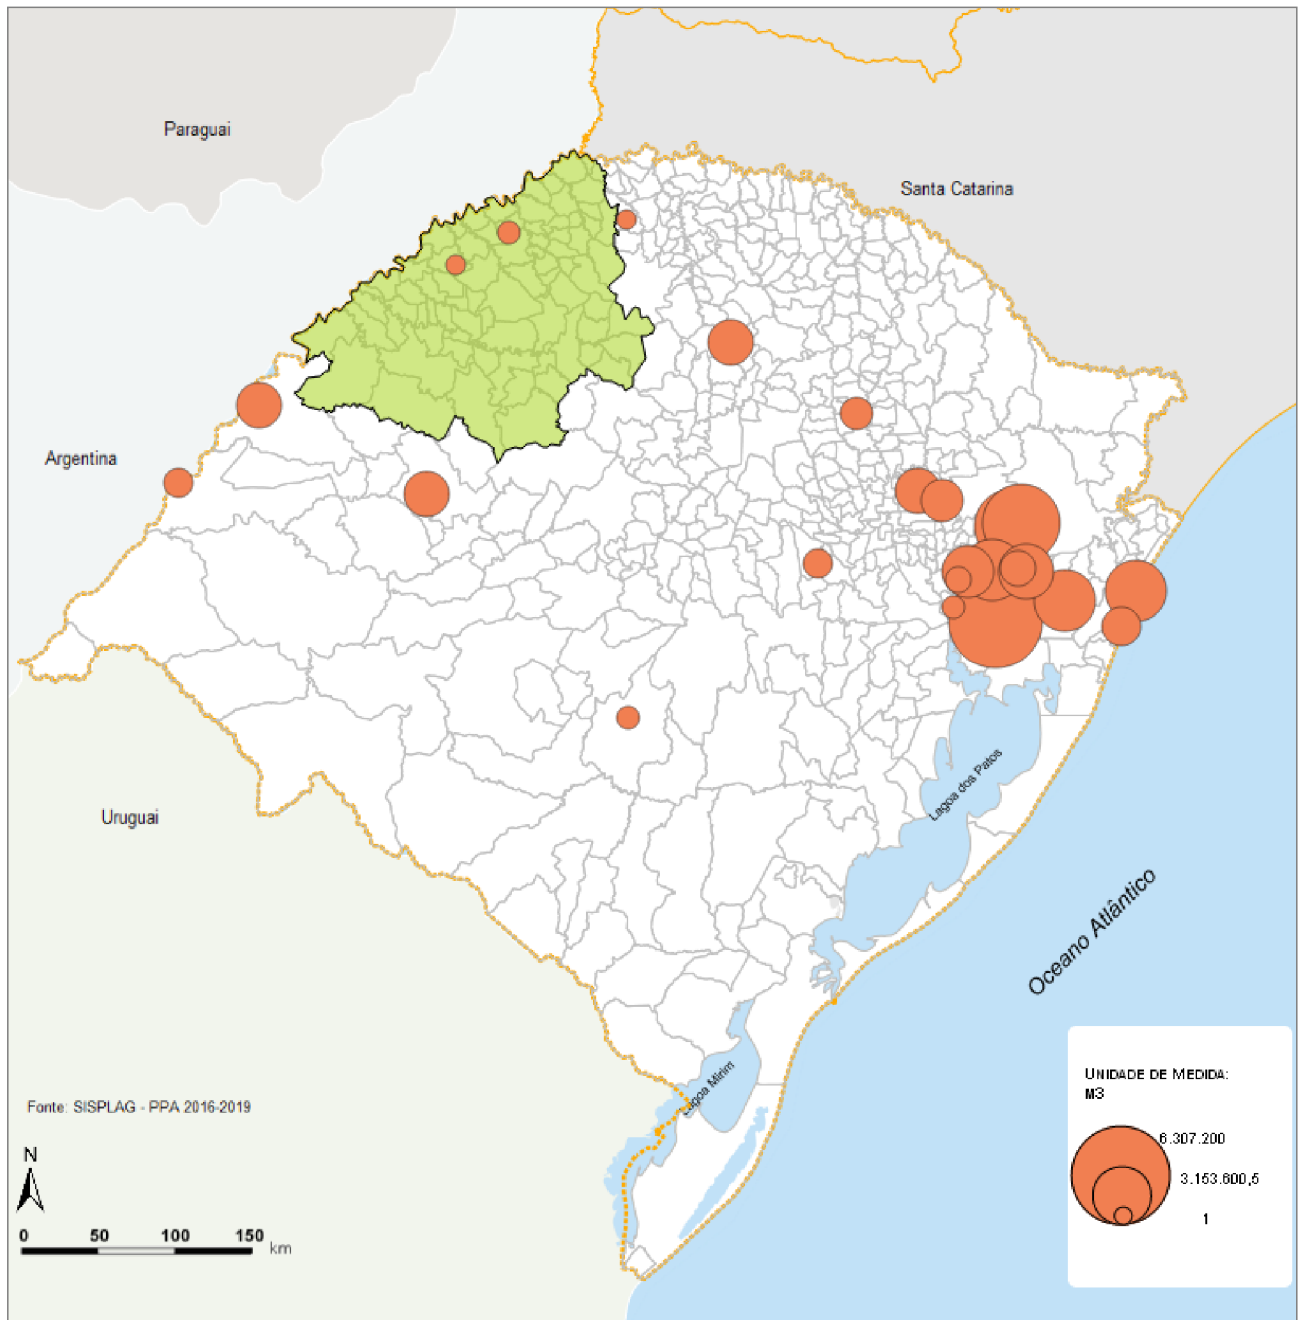 Paraguai
Santa Catarina
Argentina
Uruguai
Lagoa dos Patos
Oceano Atlântico
Lagoa Mirim
Fonte: SISPLAG - PPA 2016-2019
N
0 50 100 150
km
UNIDADE DE MEDIDA:
M3
6.307.200
3.153.600,5
1